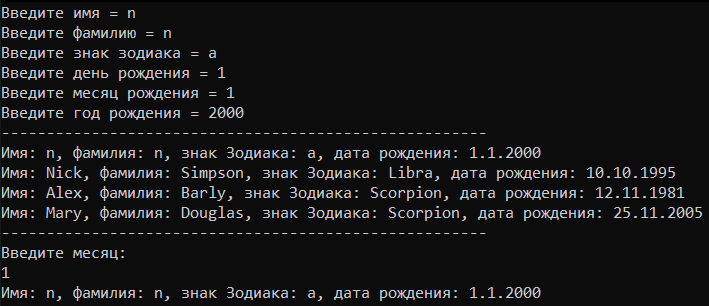 Введите имя = n
Введите фамилию = n
Введите знак зодиака = a
Введите день рождения = 1
Введите месяц рождения = 1
Введите год рождения = 2000
------------------------------------------------------
Имя: n, фамилия: n, знак Зодиака: a, дата рождения: 1.1.2000
Имя: Nick, фамилия: Simpson, знак Зодиака: Libra, дата рождения: 10.10.1995
Имя: Alex, фамилия: Barly, знак Зодиака: Scorpion, дата рождения: 12.11.1981
Имя: Mary, фамилия: Douglas, знак Зодиака: Scorpion, дата рождения: 25.11.2005
------------------------------------------------------
Введите месяц:
1
Имя: n, фамилия: n, знак Зодиака: a, дата рождения: 1.1.2000